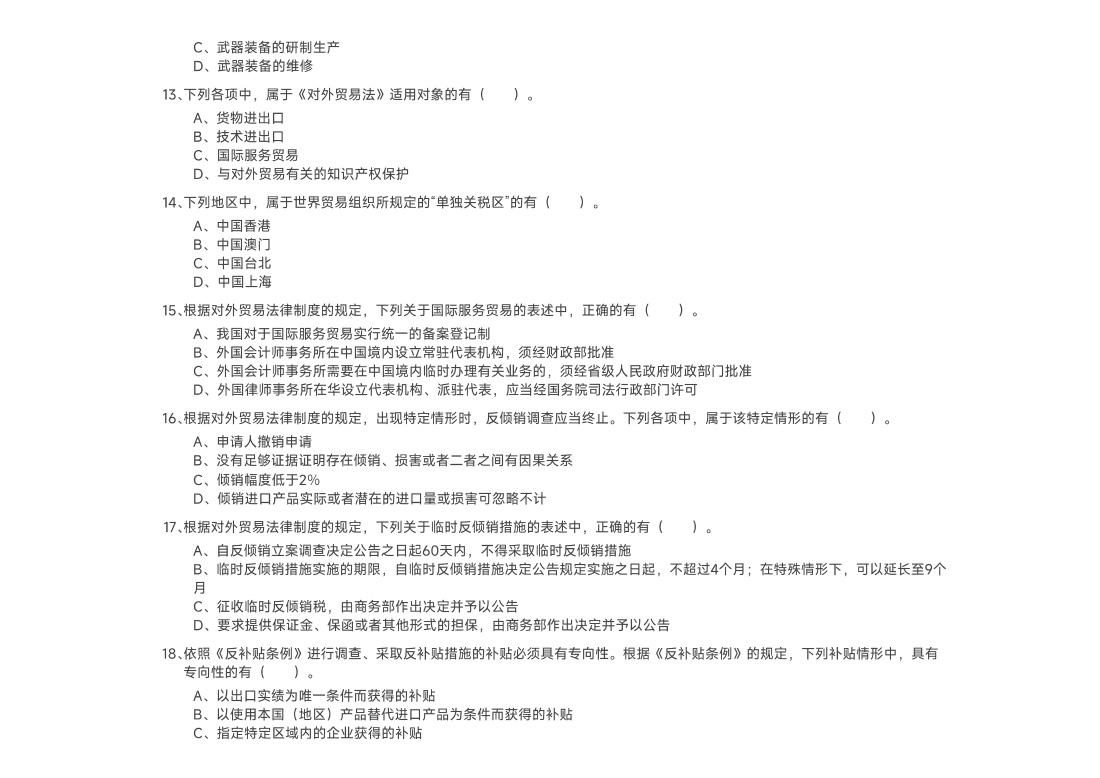 C、武器装备的研制生产
D、武器装备的维修
13、下列各项中，属于《对外贸易法》适用对象的有（　　）。
A、货物进出口
B、技术进出口
C、国际服务贸易
D、与对外贸易有关的知识产权保护
14、下列地区中，属于世界贸易组织所规定的“单独关税区”的有（　　）。
A、中国香港
B、中国澳门
C、中国台北
D、中国上海
15、根据对外贸易法律制度的规定，下列关于国际服务贸易的表述中，正确的有（　　）。
A、我国对于国际服务贸易实行统一的备案登记制
B、外国会计师事务所在中国境内设立常驻代表机构，须经财政部批准
C、外国会计师事务所需要在中国境内临时办理有关业务的，须经省级人民政府财政部门批准
D、外国律师事务所在华设立代表机构、派驻代表，应当经国务院司法行政部门许可
16、根据对外贸易法律制度的规定，出现特定情形时，反倾销调查应当终止。下列各项中，属于该特定情形的有（　　）。
A、申请人撤销申请
B、没有足够证据证明存在倾销、损害或者二者之间有因果关系
C、倾销幅度低于2%
D、倾销进口产品实际或者潜在的进口量或损害可忽略不计
17、根据对外贸易法律制度的规定，下列关于临时反倾销措施的表述中，正确的有（　　）。
A、自反倾销立案调查决定公告之日起60天内，不得采取临时反倾销措施
B、临时反倾销措施实施的期限，自临时反倾销措施决定公告规定实施之日起，不超过4个月；在特殊情形下，可以延长至9个
月
C、征收临时反倾销税，由商务部作出决定并予以公告
D、要求提供保证金、保函或者其他形式的担保，由商务部作出决定并予以公告
18、依照《反补贴条例》进行调查、采取反补贴措施的补贴必须具有专向性。根据《反补贴条例》的规定，下列补贴情形中，具有
专向性的有（　　）。
A、以出口实绩为唯一条件而获得的补贴
B、以使用本国（地区）产品替代进口产品为条件而获得的补贴
C、指定特定区域内的企业获得的补贴